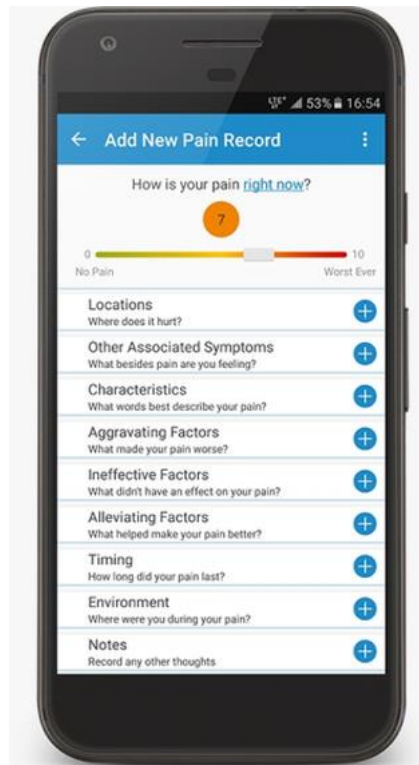 53% 16:54
Add New Pain Record
How is your pain right now?
7
0 10
No Pain Worst Ever
Locations
Where does it hurt?
Other Associated Symptoms
What besides pain are you feeling?
Characteristics
What words best describe your pain?
Aggravating Factors
What made your pain worse?
Ineffective Factors
What didn't have an effect on your pain?
Alleviating Factors
What helped make your pain better?
Timing
How long did your pain last?
Environment
Where were you during your pain?
Notes
Record any other thoughts